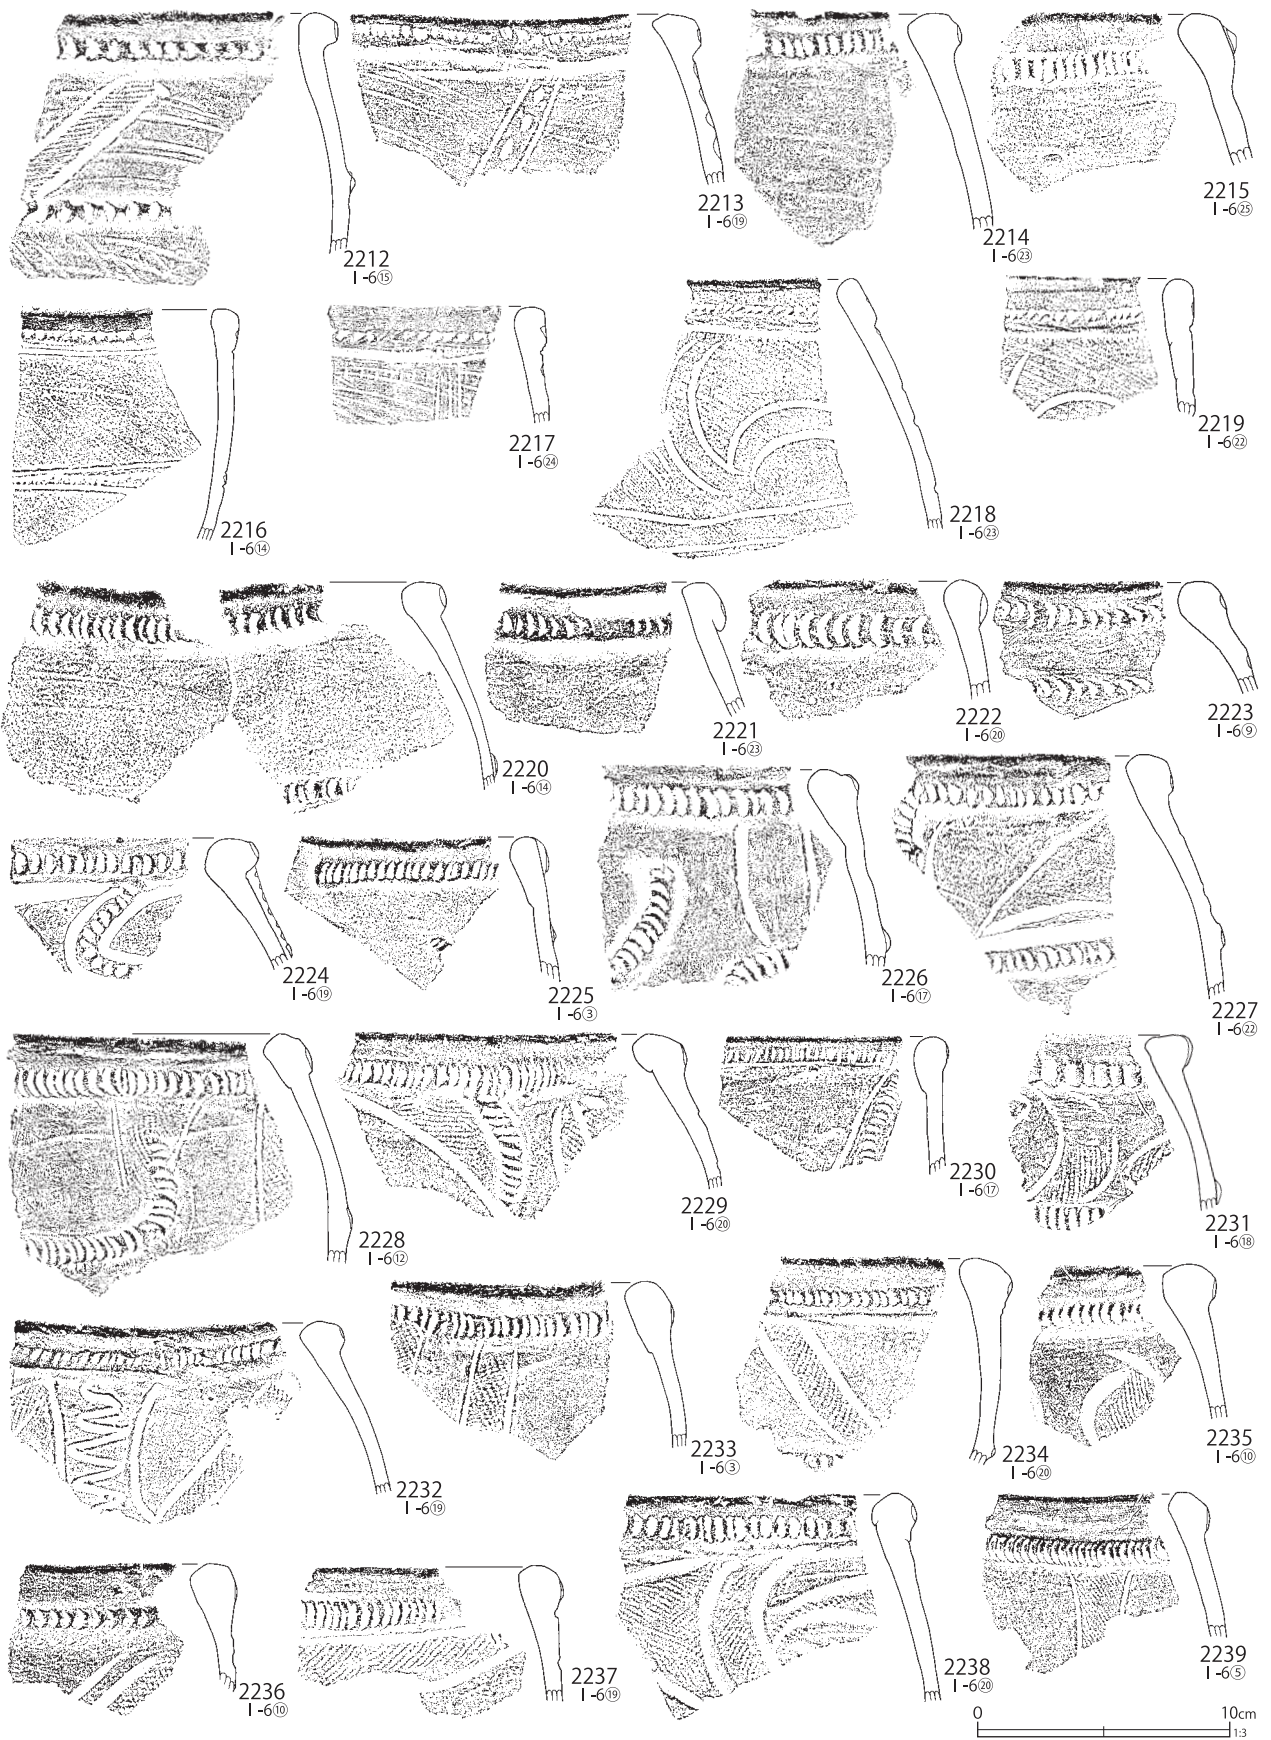 2212
I -6⑮
2213
I -6⑲
2214
I -6㉓
2215
I -6㉕
2216
I -6⑭
2217
I -6㉔
2218
I -6㉓
2219
I -6㉒
2220
I -6⑭
2221
I -6㉓
2222
I -6⑳
2223
I -6⑨
2224
I -6⑲
2225
I -6③
2226
I -6⑰
2227
I -6㉒
2228
I -6⑫
2229
I -6⑳
2230
I -6⑰
2231
I -6⑱
2232
I -6⑲
2233
I -6③
2234
I -6⑳
2235
I -6⑩
2236
I -6⑩
2237
I -6⑲
2238
I -6⑳
2239
I -6⑤
0 10cm
1:3